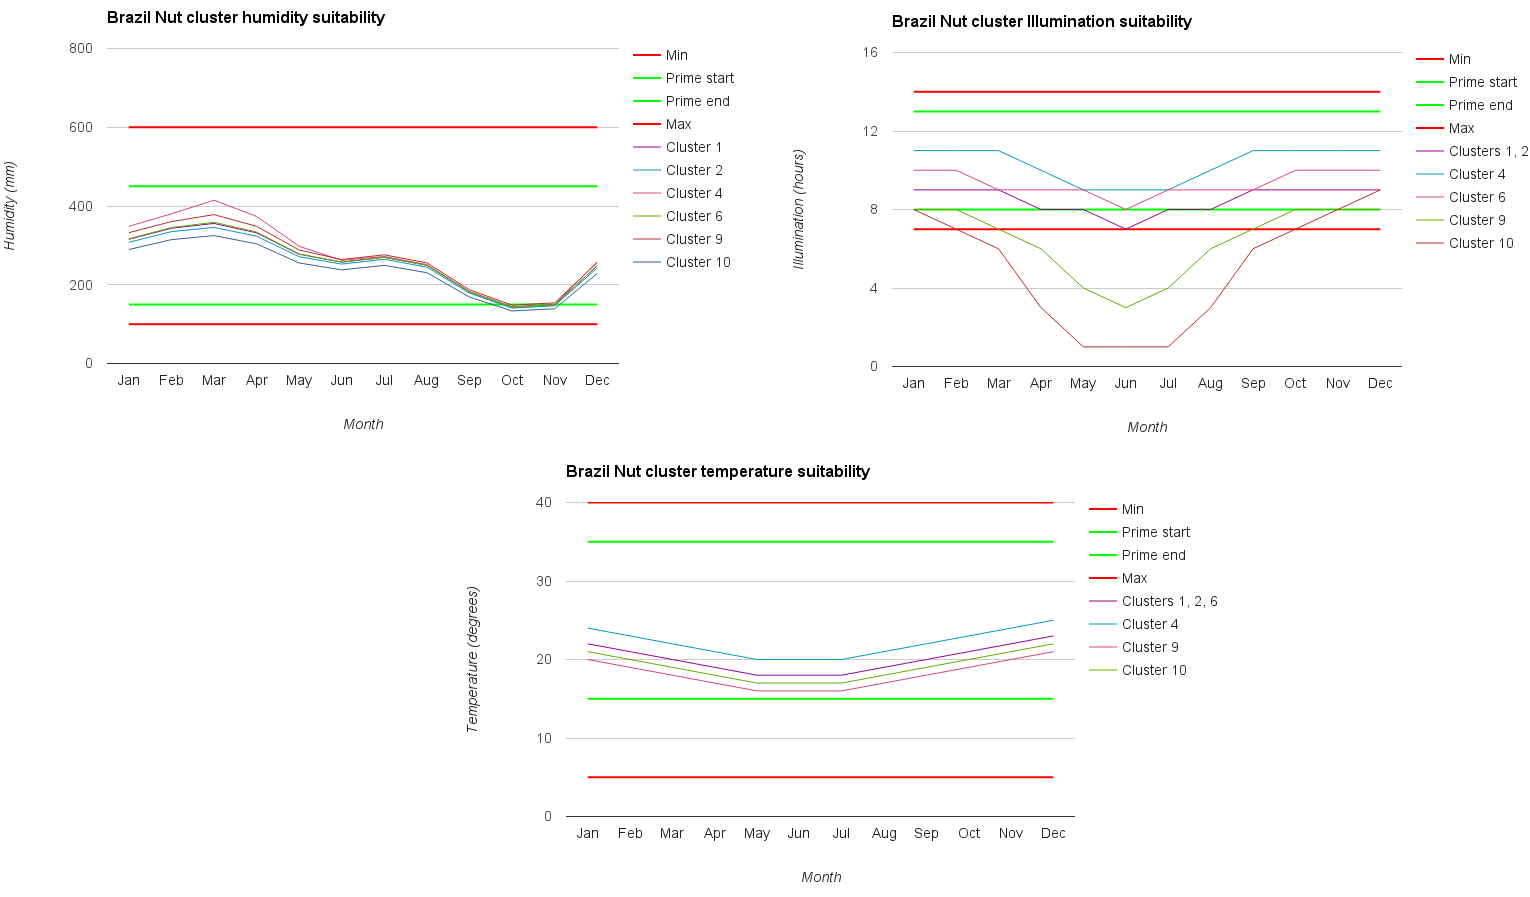 Brazil Nut cluster humidity suitability
800
600
400
200
0
Humidity (mm)
Jan Feb Mar Apr May Jun Jul Aug Sep Oct Nov Dec
Month
Min
Prime start
Prime end
Max
Cluster 1
Cluster 2
Cluster 4
Cluster 6
Cluster 9
Cluster 10
Brazil Nut cluster Illumination suitability
16
12
8
4
0
Illumination (hours)
Jan Feb Mar Apr May Jun Jul Aug Sep Oct Nov Dec
Month
Min
Prime start
Prime end
Max
Clusters 1, 2
Cluster 4
Cluster 6
Cluster 9
Cluster 10
Brazil Nut cluster temperature suitability
40
30
20
10
0
Temperature (degrees)
Jan Feb Mar Apr May Jun Jul Aug Sep Oct Nov Dec
Month
Min
Prime start
Prime end
Max
Clusters 1, 2, 6
Cluster 4
Cluster 9
Cluster 10